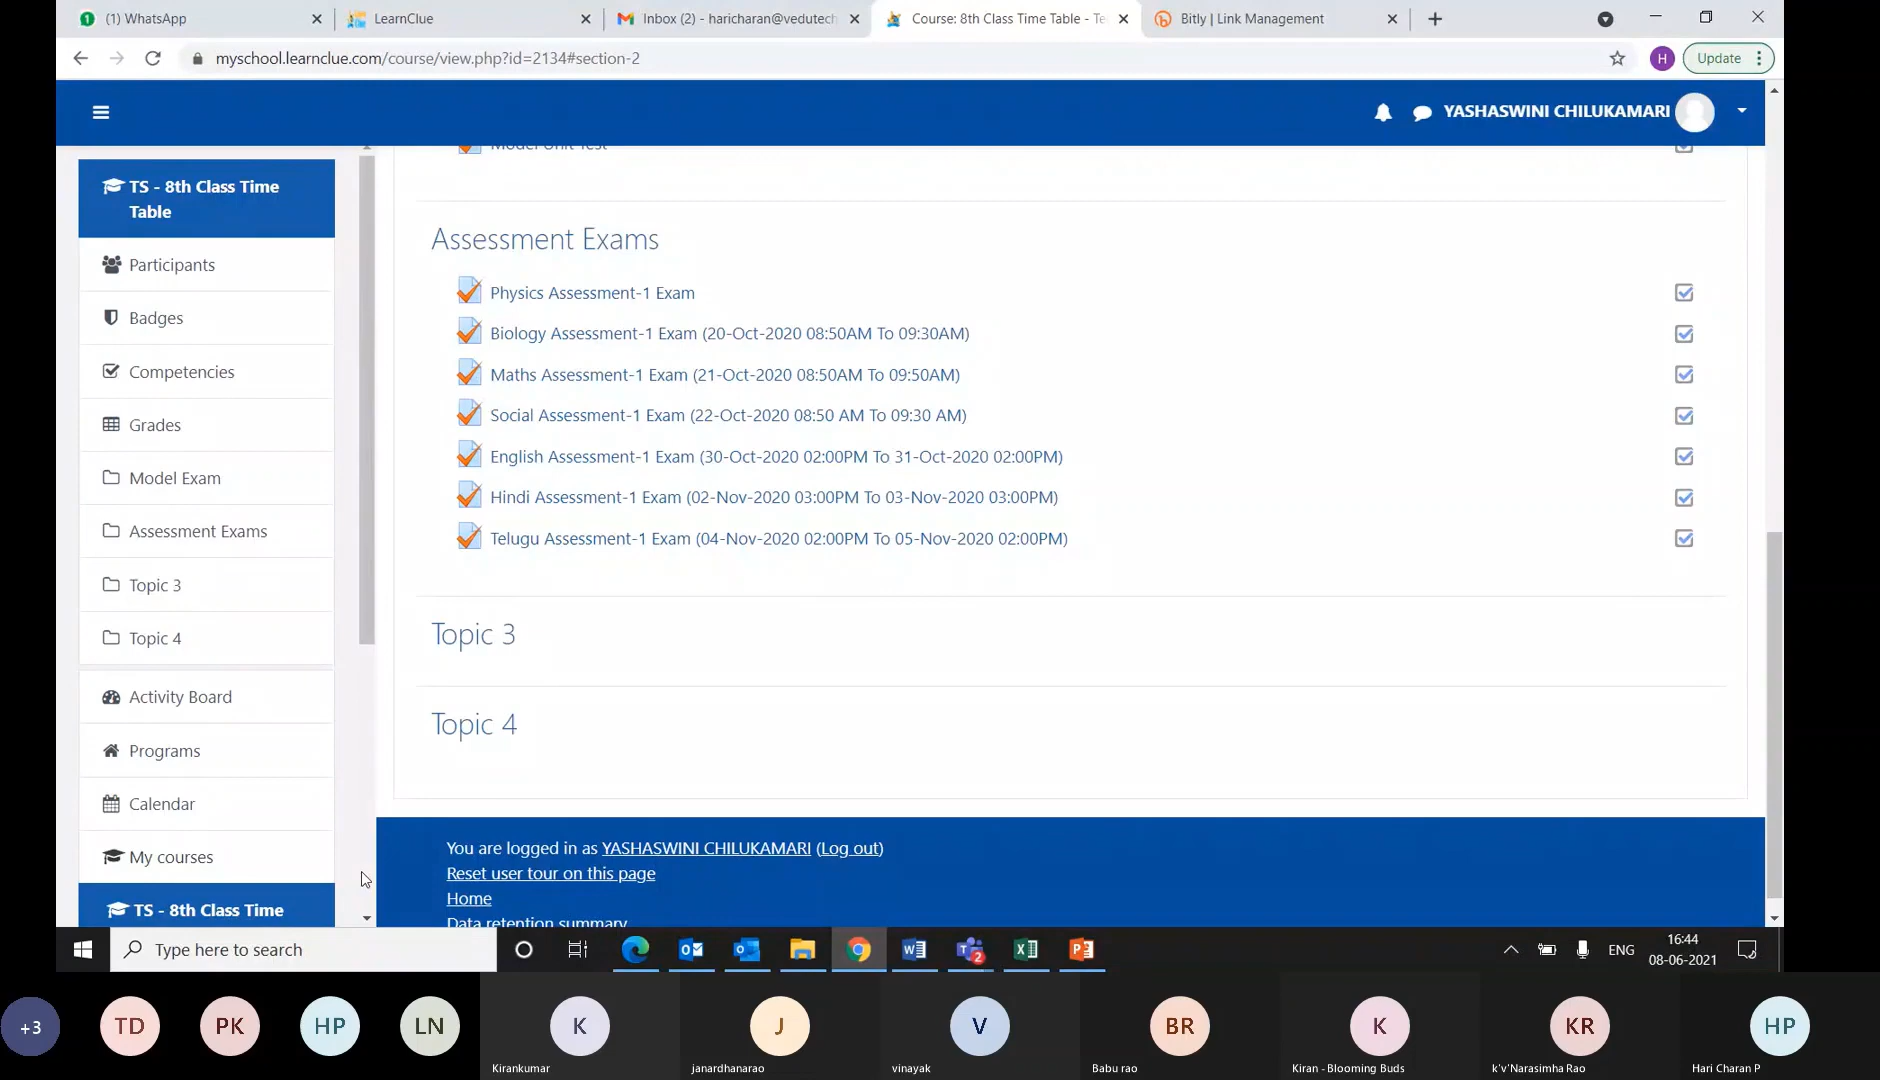 (1) WhatsApp
LearnClue
Inbox (2) - haricharan@vedutech
Course: 8th Class Time Table - Te
Bitly | Link Management
myschool.learnclue.com/course/view.php?id=2134#section-2
H
Update
YASHASWINI CHILUKAMARI
TS - 8th Class Time
Table
Participants
Badges
Competencies
Grades
Model Exam
Assessment Exams
Topic 3
Topic 4
Activity Board
Programs
Calendar
My courses
TS - 8th Class Time
Model Unit Test
Assessment Exams
Physics Assessment-1 Exam
Biology Assessment-1 Exam (20-Oct-2020 08:50AM To 09:30AM)
Maths Assessment-1 Exam (21-Oct-2020 08:50AM To 09:50AM)
Social Assessment-1 Exam (22-Oct-2020 08:50 AM To 09:30 AM)
English Assessment-1 Exam (30-Oct-2020 02:00PM To 31-Oct-2020 02:00PM)
Hindi Assessment-1 Exam (02-Nov-2020 03:00PM To 03-Nov-2020 03:00PM)
Telugu Assessment-1 Exam (04-Nov-2020 02:00PM To 05-Nov-2020 02:00PM)
Topic 3
Topic 4
You are logged in as YASHASWINI CHILUKAMARI (Log out)
Reset user tour on this page
Home
Data retention summary
Type here to search
2
ENG
16:44
08-06-2021
+3
TD
PK
HP
LN
K
Kirankumar
J
janardhanarao
V
vinayak
BR
Babu rao
K
Kiran - Blooming Buds
KR
k'v'Narasimha Rao
HP
Hari Charan P